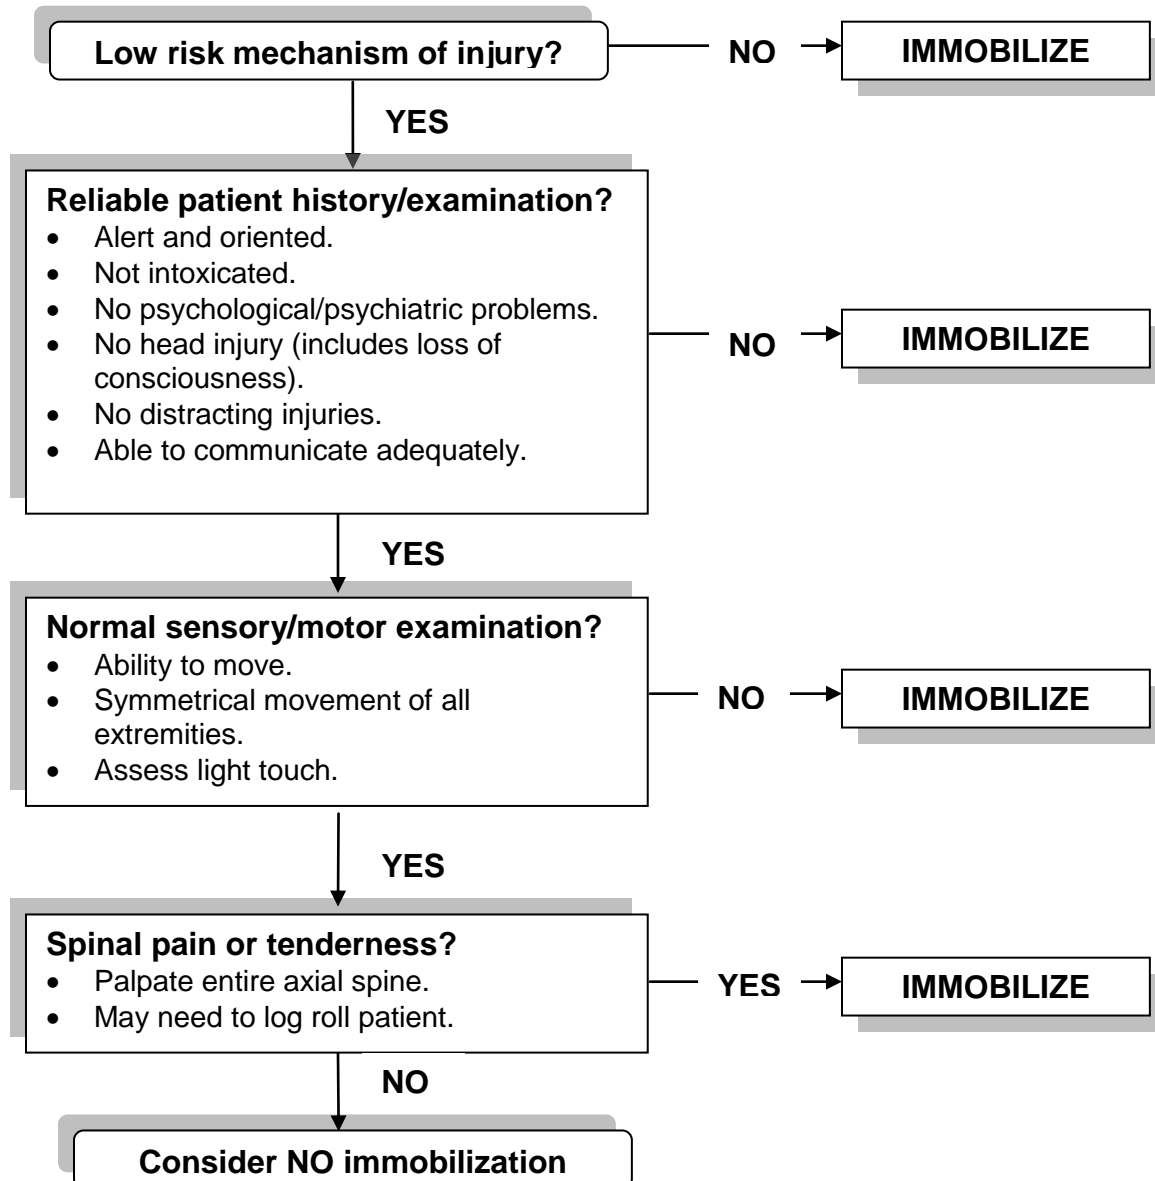 Low risk mechanism of injury?
NO
IMMOBILIZE
YES
Reliable patient history/examination?
• Alert and oriented.
• Not intoxicated.
• No psychological/psychiatric problems.
• No head injury (includes loss of
consciousness).
• No distracting injuries.
• Able to communicate adequately.
NO
IMMOBILIZE
YES
Normal sensory/motor examination?
• Ability to move.
• Symmetrical movement of all
extremities.
• Assess light touch.
NO
IMMOBILIZE
YES
Spinal pain or tenderness?
• Palpate entire axial spine.
• May need to log roll patient.
YES
IMMOBILIZE
NO
Consider NO immobilization